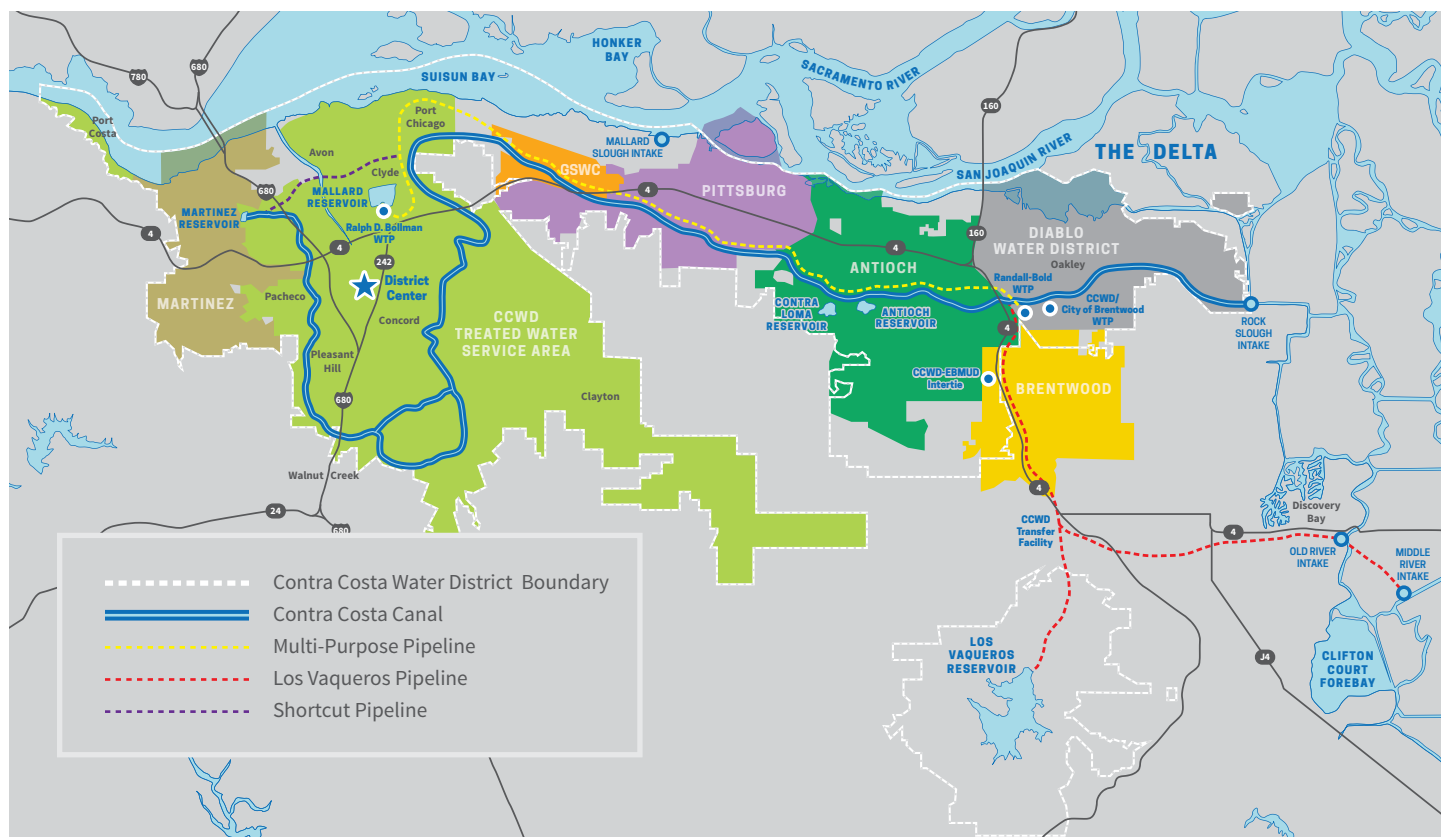 HONKER
BAY
SUISUN BAY
SACRAMENTO RIVER
780
680
160
Port
Costa
Port
Chicago
Avon
Clyde
MALLARD
RESERVOIR
MALLARD
SLOUGH INTAKE
GSWC
PITTSBURG
4
SAN JOAQUIN RIVER
THE DELTA
680
MARTINEZ
RESERVOIR
4
Ralph D. Bollman
WTP
4
242
District
Center
160
4
DIABLO
WATER DISTRICT
Oakley
ANTIOCH
Randall-Bold
WTP
MARTINEZ
Pacheco
Concord
CCWD
TREATED WATER
SERVICE AREA
CONTRA
LOMA
RESERVOIR
ANTIOCH
RESERVOIR
CCWD/
City of Brentwood
WTP
ROCK
SLOUGH
INTAKE
4
Pleasant
Hill
680
Clayton
CCWD-EBMUD
Intertie
BRENTWOOD
Walnut Creek
24
680
4
CCWD
Transfer
Facility
Discovery
Bay
4
OLD RIVER
INTAKE
MIDDLE
RIVER
INTAKE
LOS
VAQUEROS
RESERVOIR
J4
CLIFTON
COURT
FOREBAY
Contra Costa Water District Boundary
Contra Costa Canal
Multi-Purpose Pipeline
Los Vaqueros Pipeline
Shortcut Pipeline